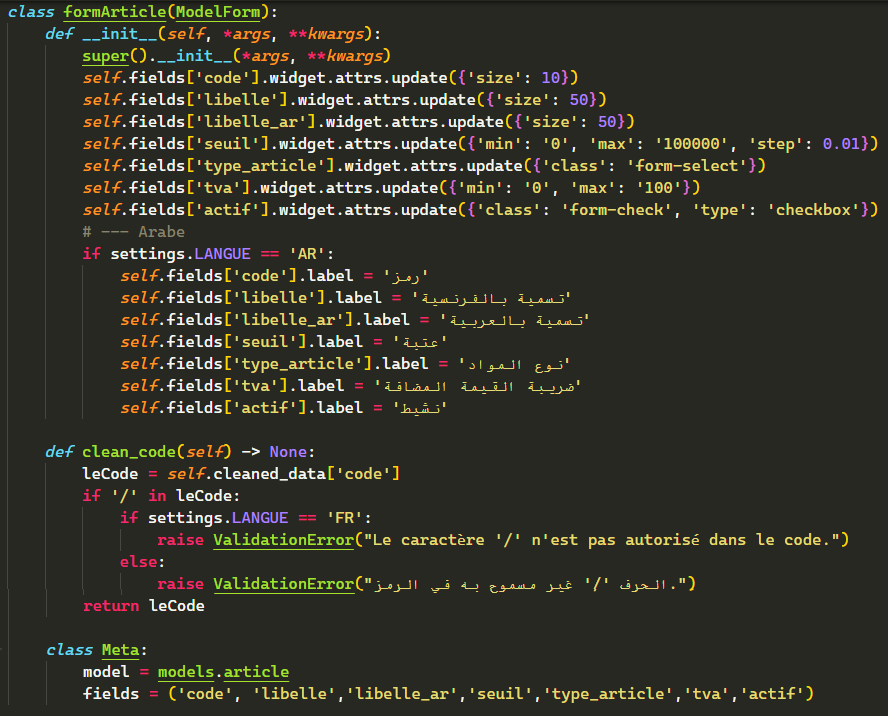 class formArticle(ModelForm):
    def __init__(self, *args, **kwargs):
        super().__init__(*args, **kwargs)
        self.fields['code'].widget.attrs.update({'size': 10})
        self.fields['libelle'].widget.attrs.update({'size': 50})
        self.fields['libelle_ar'].widget.attrs.update({'size': 50})
        self.fields['seuil'].widget.attrs.update({'min': '0', 'max': '100000', 'step': 0.01})
        self.fields['type_article'].widget.attrs.update({'class': 'form-select'})
        self.fields['tva'].widget.attrs.update({'min': '0', 'max': '100'})
        self.fields['actif'].widget.attrs.update({'class': 'form-check', 'type': 'checkbox'})
        # --- Arabe
        if settings.LANGUE == 'AR':
            self.fields['code'].label = 'رمز'
            self.fields['libelle'].label = 'تسمية بالفرنسية'
            self.fields['libelle_ar'].label = 'تسمية بالعربية'
            self.fields['seuil'].label = 'عتبة'
            self.fields['type_article'].label = 'نوع المواد'
            self.fields['tva'].label = 'ضريبة القيمة المضافة'
            self.fields['actif'].label = 'نشيط'
    def clean_code(self) -> None:
        leCode = self.cleaned_data['code']
        if '/' in leCode:
            if settings.LANGUE == 'FR':
                raise ValidationError("Le caractère '/' n'est pas autorisé dans le code.")
            else:
                raise ValidationError("الحرف '/' غير مسموح به في الرمز.")
        return leCode
    class Meta:
        model = models.article
        fields = ('code', 'libelle','libelle_ar','seuil','type_article','tva','actif')